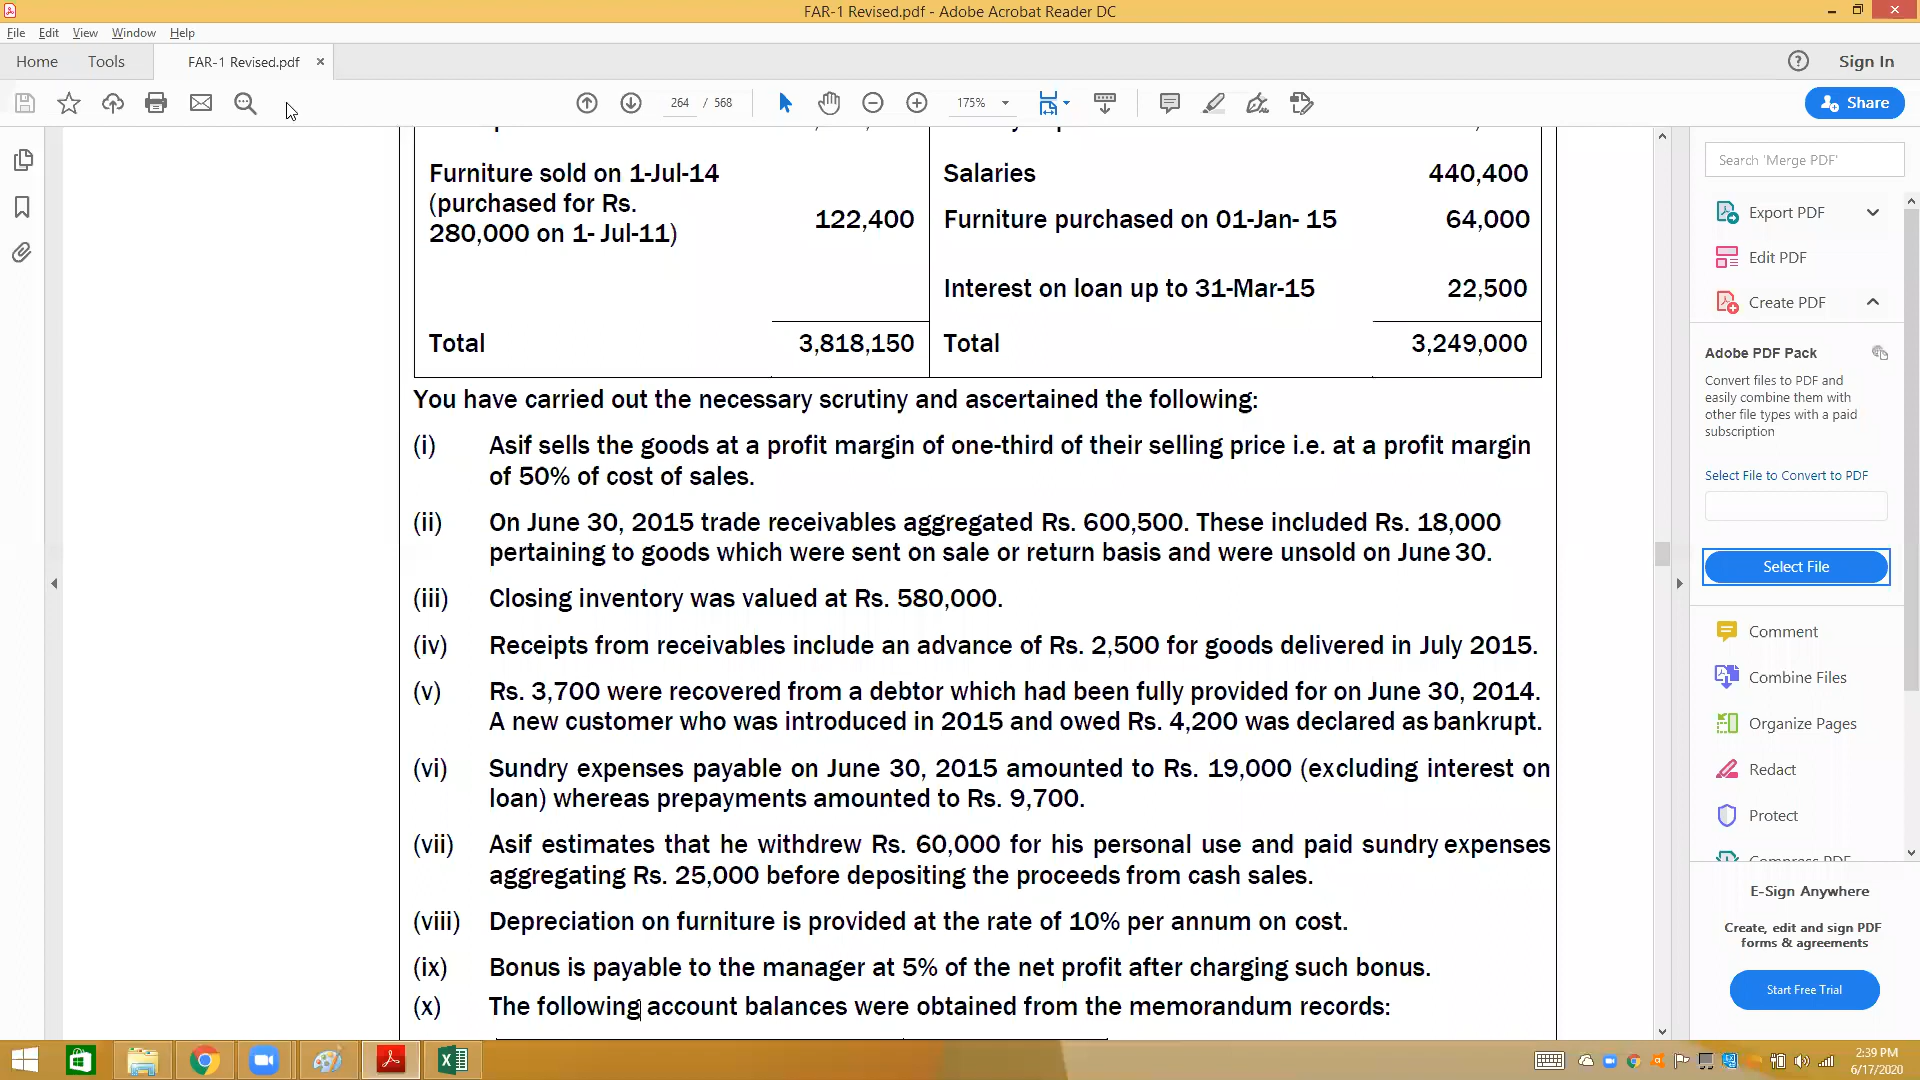 FAR-1 Revised.pdf - Adobe Acrobat Reader DC
File Edit View Window Help
Home Tools FAR-1 Revised.pdf × Sign In
264 / 568 175% Share
Furniture sold on 1-Jul-14
(purchased for Rs.
280,000 on 1- Jul-11) 122,400
Salaries 440,400
Furniture purchased on 01-Jan- 15 64,000
Interest on loan up to 31-Mar-15 22,500
Total 3,818,150 Total 3,249,000
You have carried out the necessary scrutiny and ascertained the following:
(i) Asif sells the goods at a profit margin of one-third of their selling price i.e. at a profit margin
of 50% of cost of sales.
(ii) On June 30, 2015 trade receivables aggregated Rs. 600,500. These included Rs. 18,000
pertaining to goods which were sent on sale or return basis and were unsold on June 30.
(iii) Closing inventory was valued at Rs. 580,000.
(iv) Receipts from receivables include an advance of Rs. 2,500 for goods delivered in July 2015.
(v) Rs. 3,700 were recovered from a debtor which had been fully provided for on June 30, 2014.
A new customer who was introduced in 2015 and owed Rs. 4,200 was declared as bankrupt.
(vi) Sundry expenses payable on June 30, 2015 amounted to Rs. 19,000 (excluding interest on
loan) whereas prepayments amounted to Rs. 9,700.
(vii) Asif estimates that he withdrew Rs. 60,000 for his personal use and paid sundry expenses
aggregating Rs. 25,000 before depositing the proceeds from cash sales.
(viii) Depreciation on furniture is provided at the rate of 10% per annum on cost.
(ix) Bonus is payable to the manager at 5% of the net profit after charging such bonus.
(x) The following account balances were obtained from the memorandum records:
Search 'Merge PDF'
Export PDF
Edit PDF
Create PDF
Adobe PDF Pack
Convert files to PDF and
easily combine them with
other file types with a paid
subscription
Select File to Convert to PDF
Select File
Comment
Combine Files
Organize Pages
Redact
Protect
Compress PDF
E-Sign Anywhere
Create, edit and sign PDF
forms & agreements
Start Free Trial
2:39 PM
6/17/2020